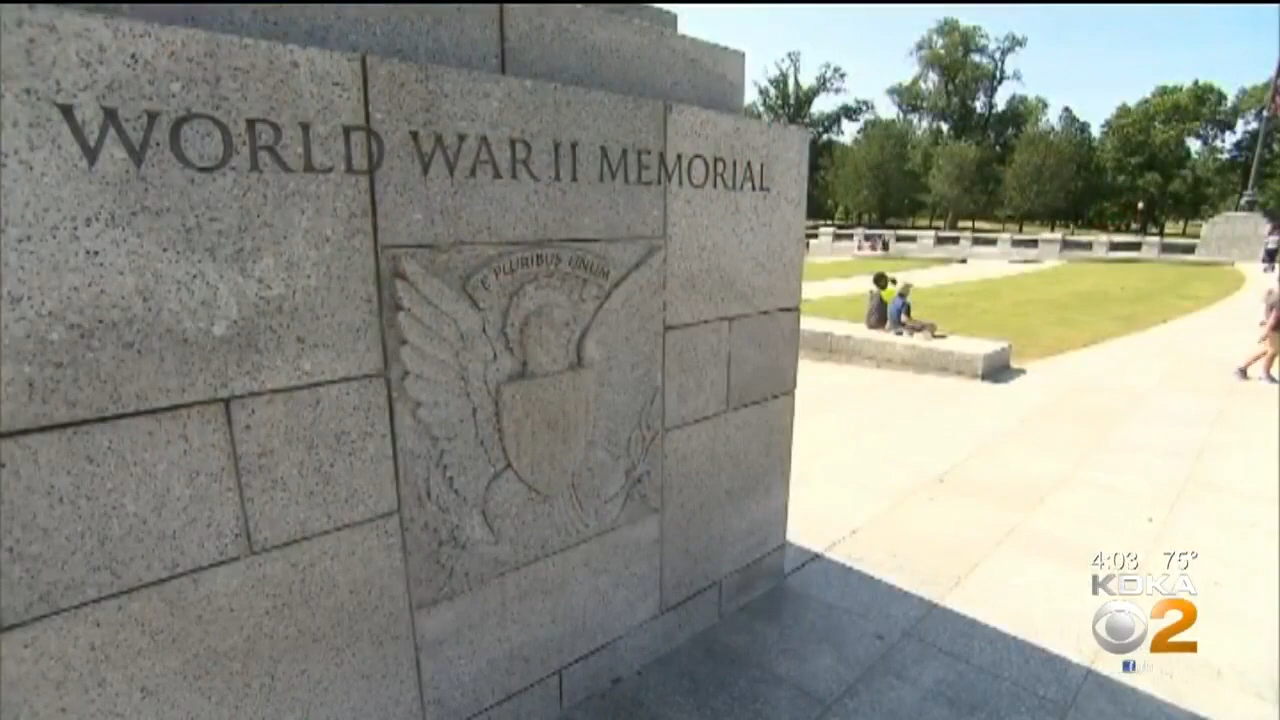 WORLD WAR II MEMORIAL
E PLURIBUS UNUM
4:03 75°
KDKA
2